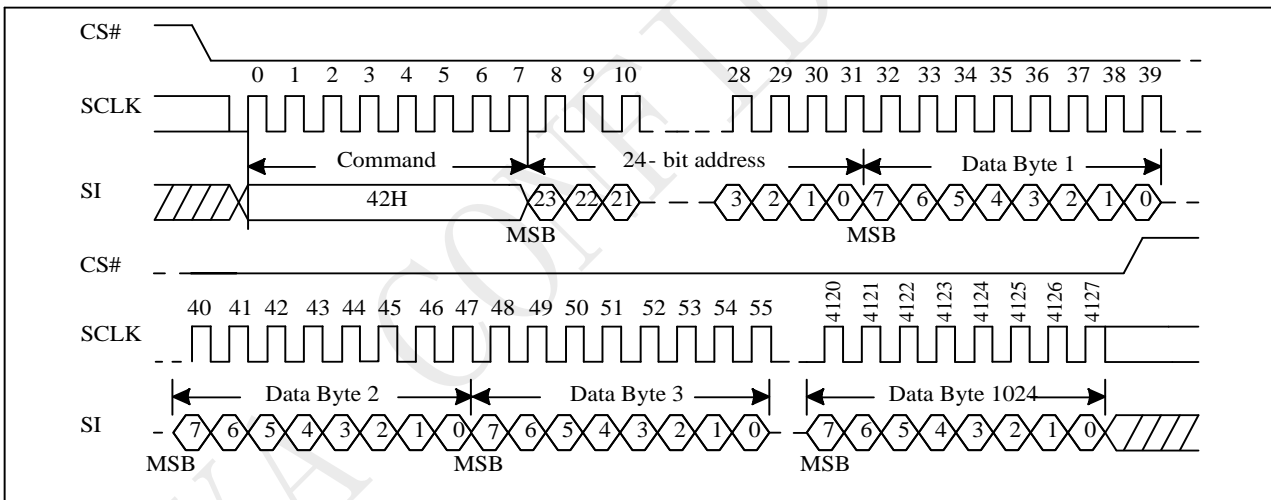 CS#
0 1 2 3 4 5 6 7 8 9 10 28 29 30 31 32 33 34 35 36 37 38 39
SCLK
Command 24- bit address Data Byte 1
SI 42H 23 22 21 3 2 1 0 7 6 5 4 3 2 1 0
MSB MSB
CS#
40 41 42 43 44 45 46 47 48 49 50 51 52 53 54 55 4120 4121 4122 4123 4124 4125 4126 4127
SCLK
Data Byte 2 Data Byte 3 Data Byte 1024
SI 7 6 5 4 3 2 1 0 7 6 5 4 3 2 1 0 7 6 5 4 3 2 1 0
MSB MSB MSB